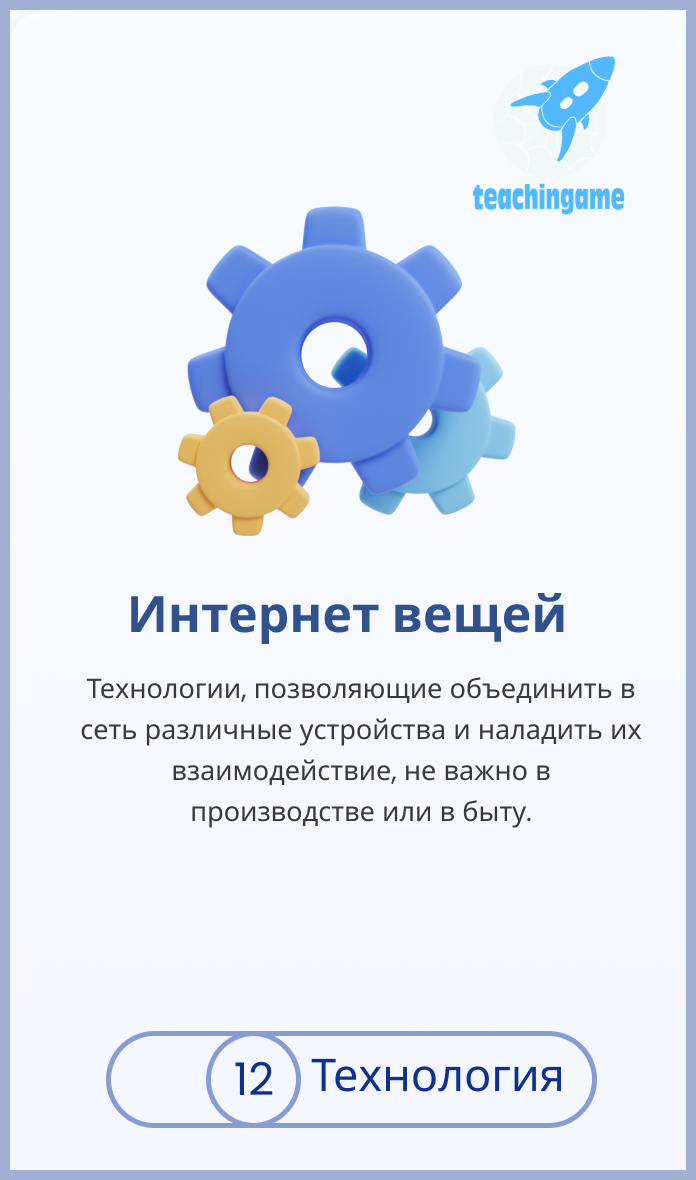 teachingame
Интернет вещей
Технологии, позволяющие объединить в
сеть различные устройства и наладить их
взаимодействие, не важно в
производстве или в быту.
12 Технология